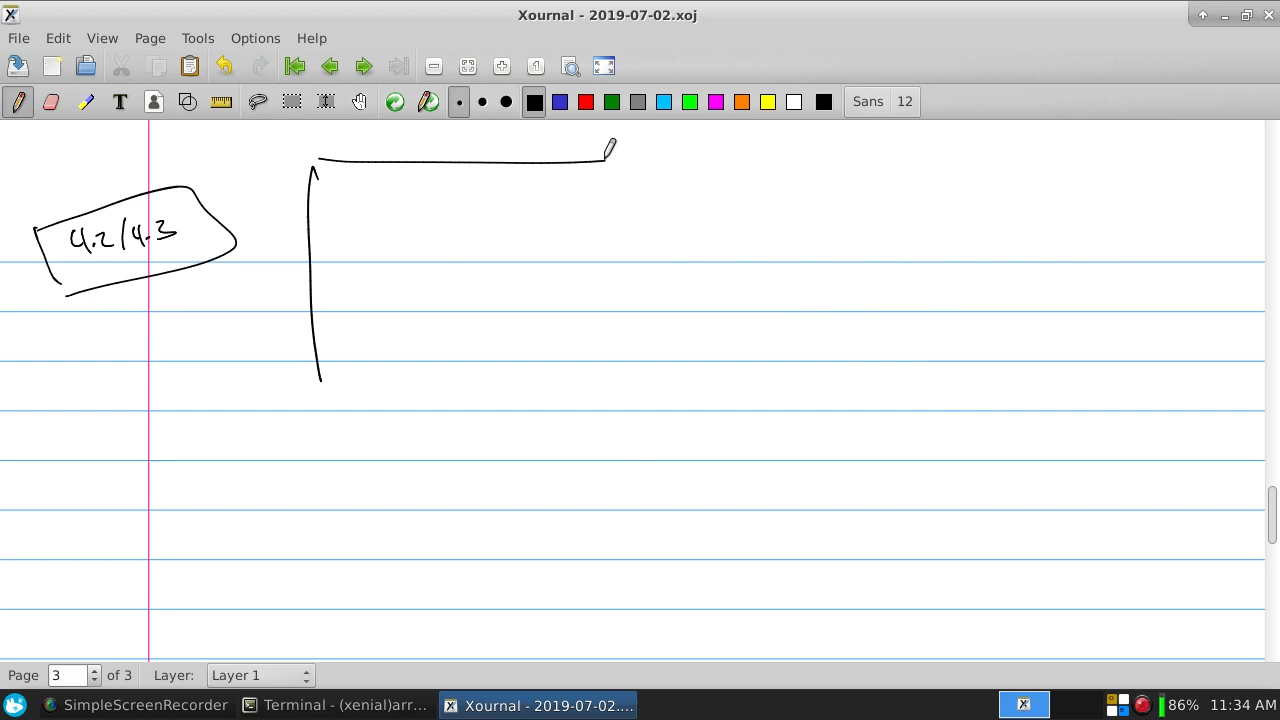 Xournal - 2019-07-02.xoj
File Edit View Page Tools Options Help
Sans 12
4.2/4.3
Page 3 of 3 Layer: Layer 1
SimpleScreenRecorder Terminal - (xenial)arr... Xournal - 2019-07-02.... 86% 11:34 AM